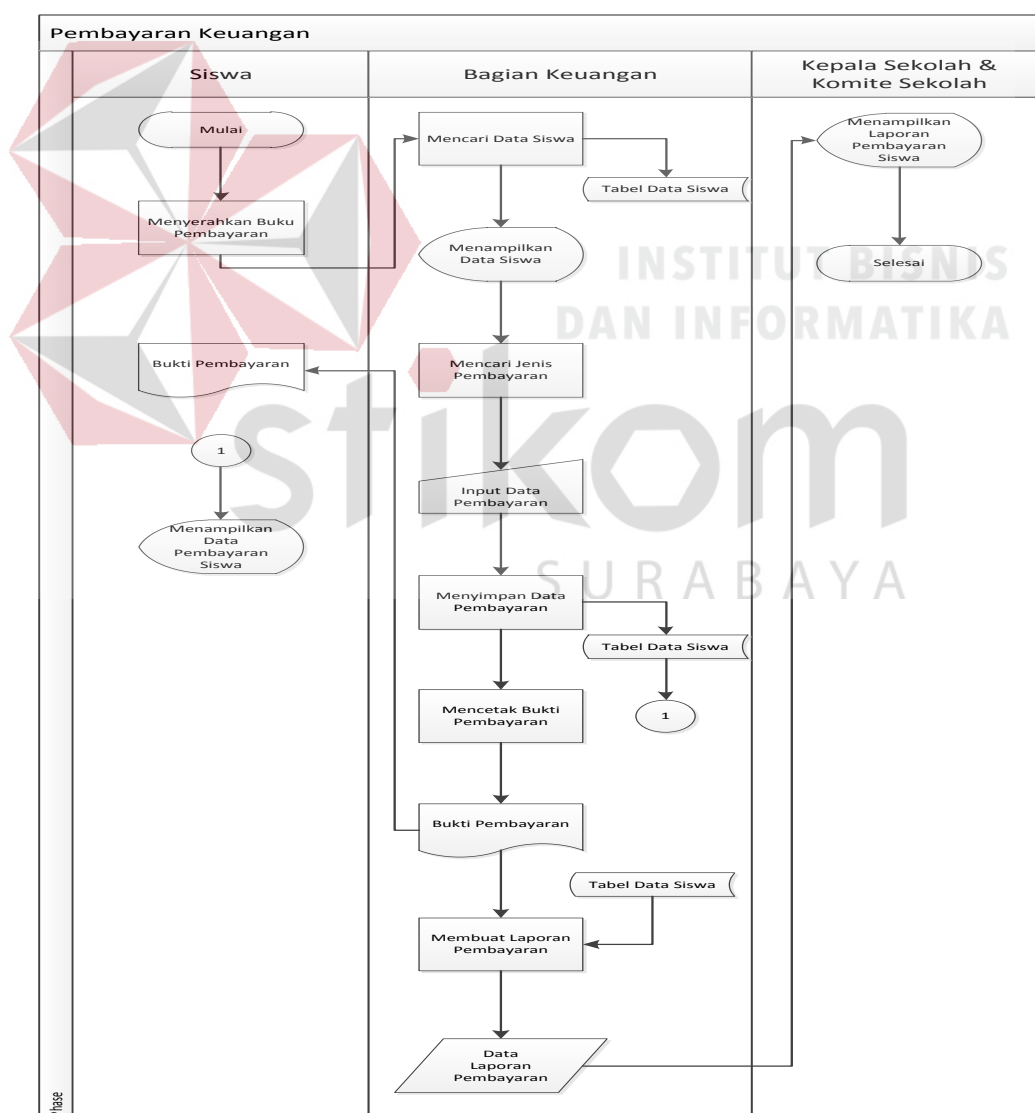 Pembayaran Keuangan
Siswa
Bagian Keuangan
Kepala Sekolah &
Komite Sekolah
Mulai
Menyerahkan Buku
Pembayaran
Bukti Pembayaran
1
Menampilkan
Data
Pembayaran
Siswa
Mencari Data Siswa
Tabel Data Siswa
Menampilkan
Data Siswa
Mencari Jenis
Pembayaran
Input Data
Pembayaran
Menyimpan Data
Pembayaran
Tabel Data Siswa
1
Mencetak Bukti
Pembayaran
Bukti Pembayaran
Tabel Data Siswa
Membuat Laporan
Pembayaran
Data
Laporan
Pembayaran
Menampilkan
Laporan
Pembayaran
Siswa
Selesai
INSTITUT BISNIS
DAN INFORMATIKA
stikom
SURABAYA
Phase